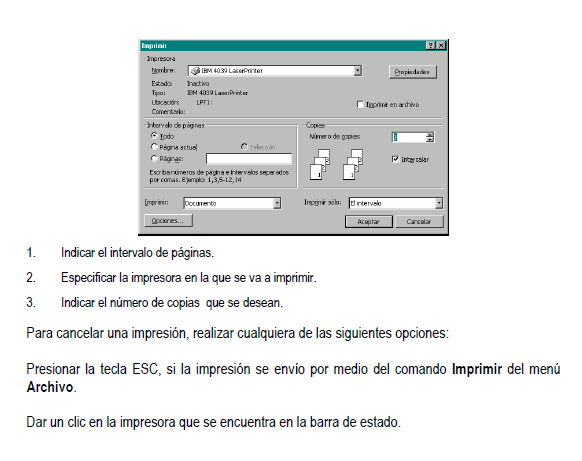 Imprimir
Impresora
Nombre: IBM 4039 LaserPrinter
Propiedades
Estado: Inactivo
Tipo: IBM 4039 LaserPrinter
Ubicación: LPT1:
Comentario:
Imprimir en archivo
Intervalo de páginas
Todo
Página actual Selección
Páginas:
Escriba números de página e intervalos separados
por comas. Ejemplo: 1,3,5-12,14
Copias
Número de copias: 1
Intercalar
Imprimir: Documento
Imprimir sólo: El intervalo
Opciones...
Aceptar Cancelar
1. Indicar el intervalo de páginas.
2. Especificar la impresora en la que se va a imprimir.
3. Indicar el número de copias que se desean.
Para cancelar una impresión, realizar cualquiera de las siguientes opciones:
Presionar la tecla ESC, si la impresión se envío por medio del comando Imprimir del menú
Archivo.
Dar un clic en la impresora que se encuentra en la barra de estado.